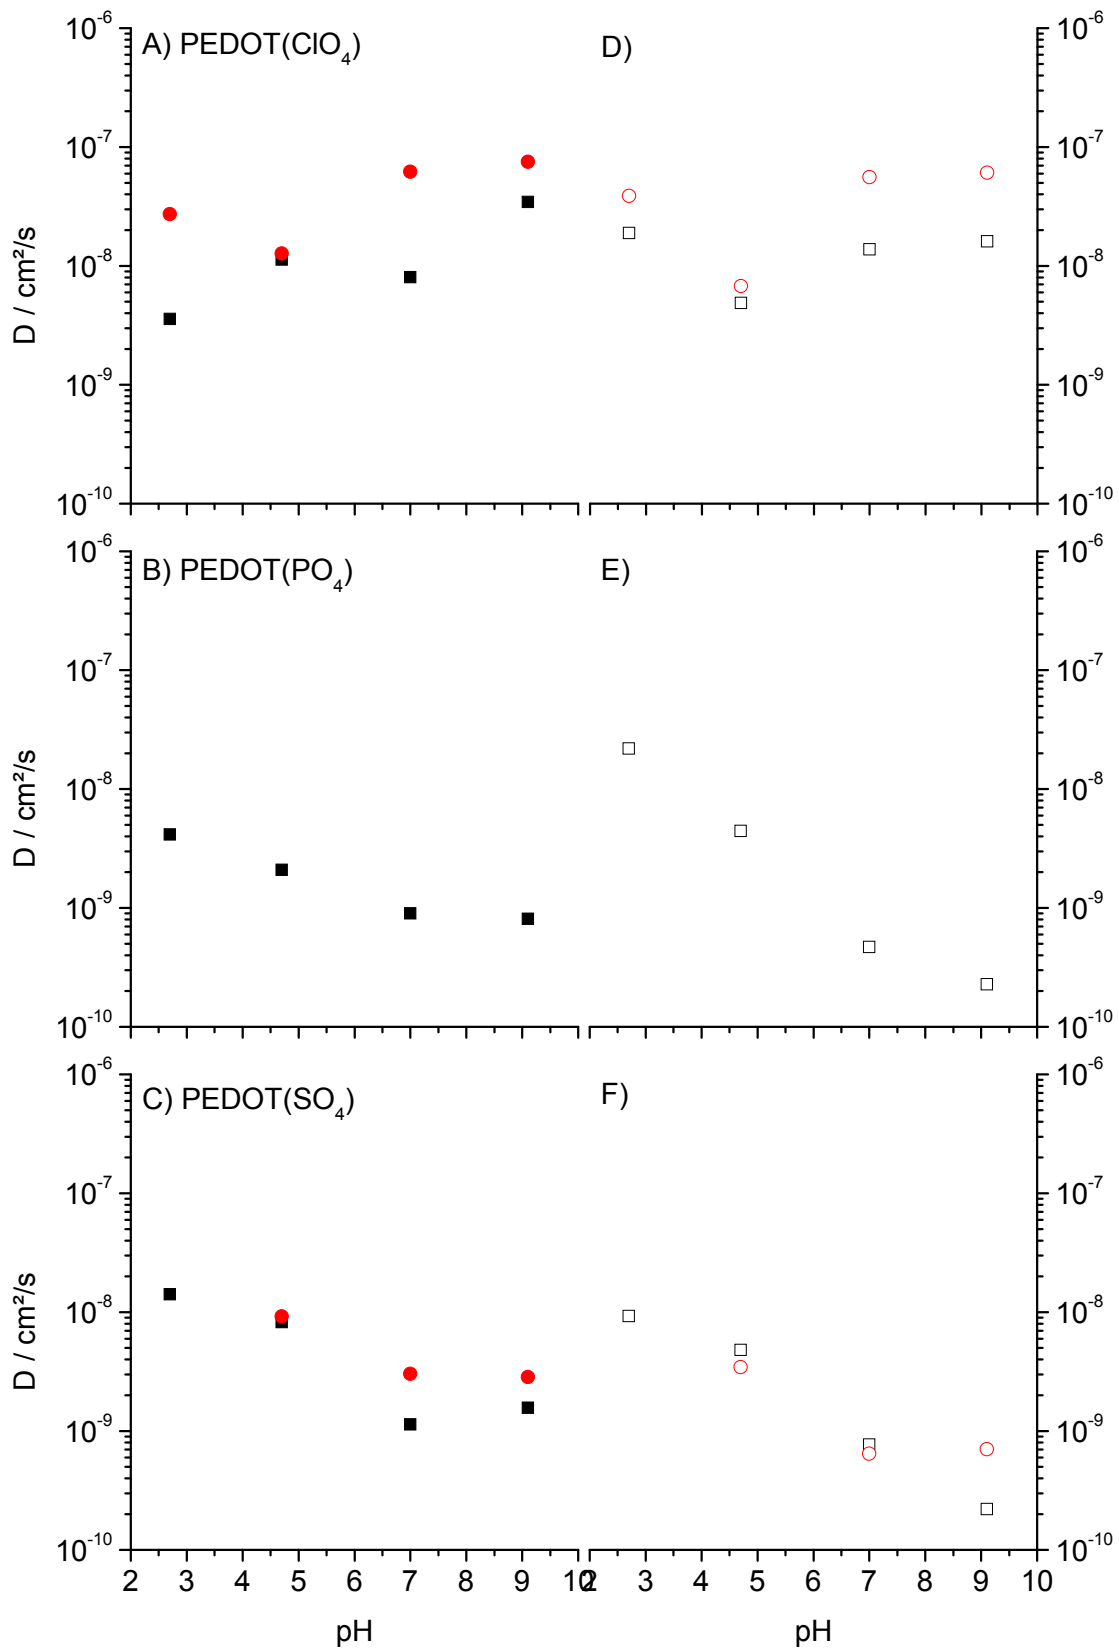 10⁻⁶ A) PEDOT(ClO₄) D) 10⁻⁶
10⁻⁷ 10⁻⁷
10⁻⁸ 10⁻⁸
10⁻⁹ 10⁻⁹
10⁻¹⁰ 10⁻¹⁰
D / cm²/s
10⁻⁶ B) PEDOT(PO₄) E) 10⁻⁶
10⁻⁷ 10⁻⁷
10⁻⁸ 10⁻⁸
10⁻⁹ 10⁻⁹
10⁻¹⁰ 10⁻¹⁰
D / cm²/s
10⁻⁶ C) PEDOT(SO₄) F) 10⁻⁶
10⁻⁷ 10⁻⁷
10⁻⁸ 10⁻⁸
10⁻⁹ 10⁻⁹
10⁻¹⁰ 10⁻¹⁰
D / cm²/s
2 3 4 5 6 7 8 9 10 2 3 4 5 6 7 8 9 10
pH pH